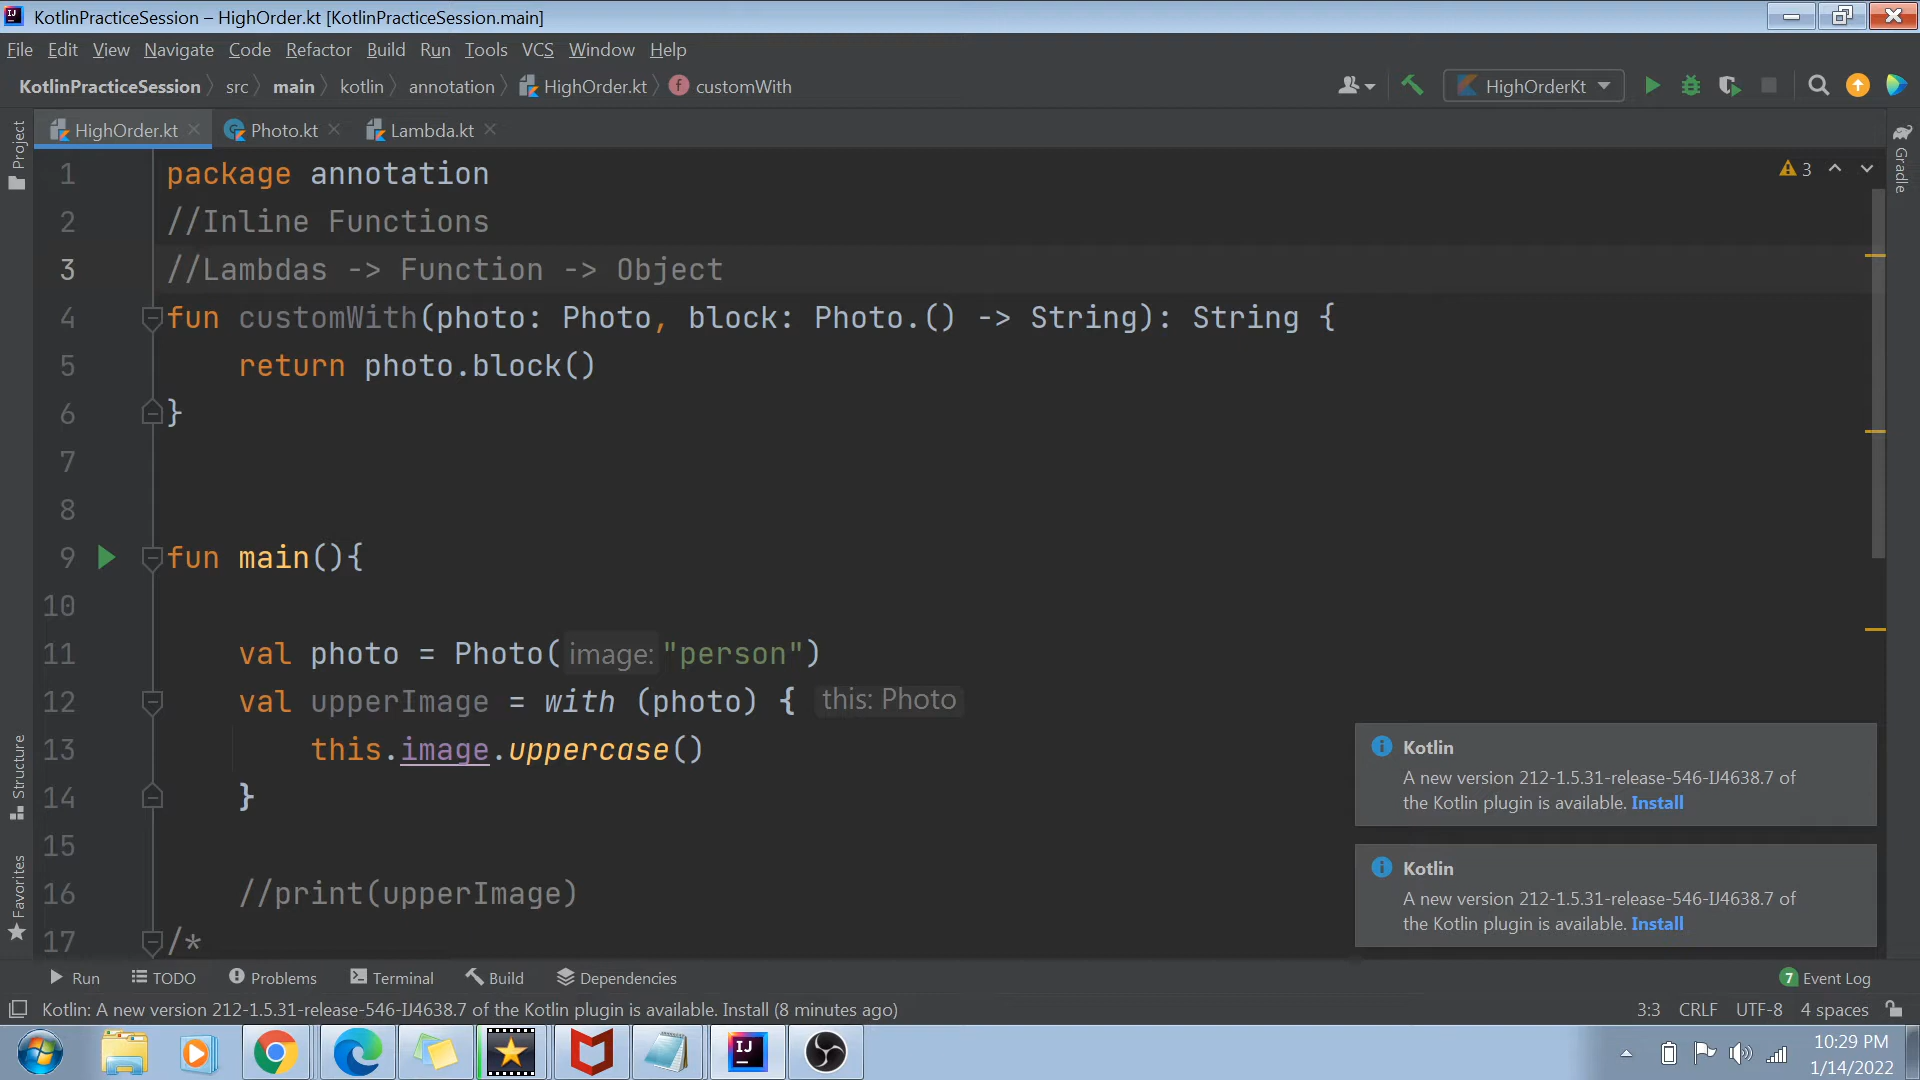 KotlinPracticeSession – HighOrder.kt [KotlinPracticeSession.main]
File Edit View Navigate Code Refactor Build Run Tools VCS Window Help
KotlinPracticeSession src main kotlin annotation HighOrder.kt customWith HighOrderKt
HighOrder.kt Photo.kt Lambda.kt
Project
Gradle
3
1 package annotation
2 //Inline Functions
3 //Lambdas -> Function -> Object
4 fun customWith(photo: Photo, block: Photo.() -> String): String {
5 return photo.block()
6 }
7
8
9 fun main(){
10
11 val photo = Photo( image: "person")
12 val upperImage = with (photo) { this: Photo
13 this.image.uppercase()
14 }
15
16 //print(upperImage)
17 /*
Structure
Favorites
Kotlin
A new version 212-1.5.31-release-546-IJ4638.7 of
the Kotlin plugin is available. Install
Kotlin
A new version 212-1.5.31-release-546-IJ4638.7 of
the Kotlin plugin is available. Install
Run TODO Problems Terminal Build Dependencies 7 Event Log
Kotlin: A new version 212-1.5.31-release-546-IJ4638.7 of the Kotlin plugin is available. Install (8 minutes ago) 3:3 CRLF UTF-8 4 spaces
IJ
10:29 PM
1/14/2022